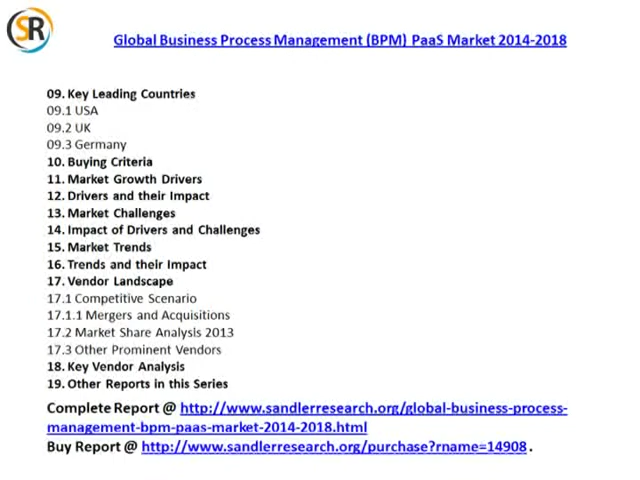 SR
Global Business Process Management (BPM) PaaS Market 2014-2018
09. Key Leading Countries
09.1 USA
09.2 UK
09.3 Germany
10. Buying Criteria
11. Market Growth Drivers
12. Drivers and their Impact
13. Market Challenges
14. Impact of Drivers and Challenges
15. Market Trends
16. Trends and their Impact
17. Vendor Landscape
17.1 Competitive Scenario
17.1.1 Mergers and Acquisitions
17.2 Market Share Analysis 2013
17.3 Other Prominent Vendors
18. Key Vendor Analysis
19. Other Reports in this Series
Complete Report @ http://www.sandlerresearch.org/global-business-process-
management-bpm-paas-market-2014-2018.html
Buy Report @ http://www.sandlerresearch.org/purchase?rname=14908 .